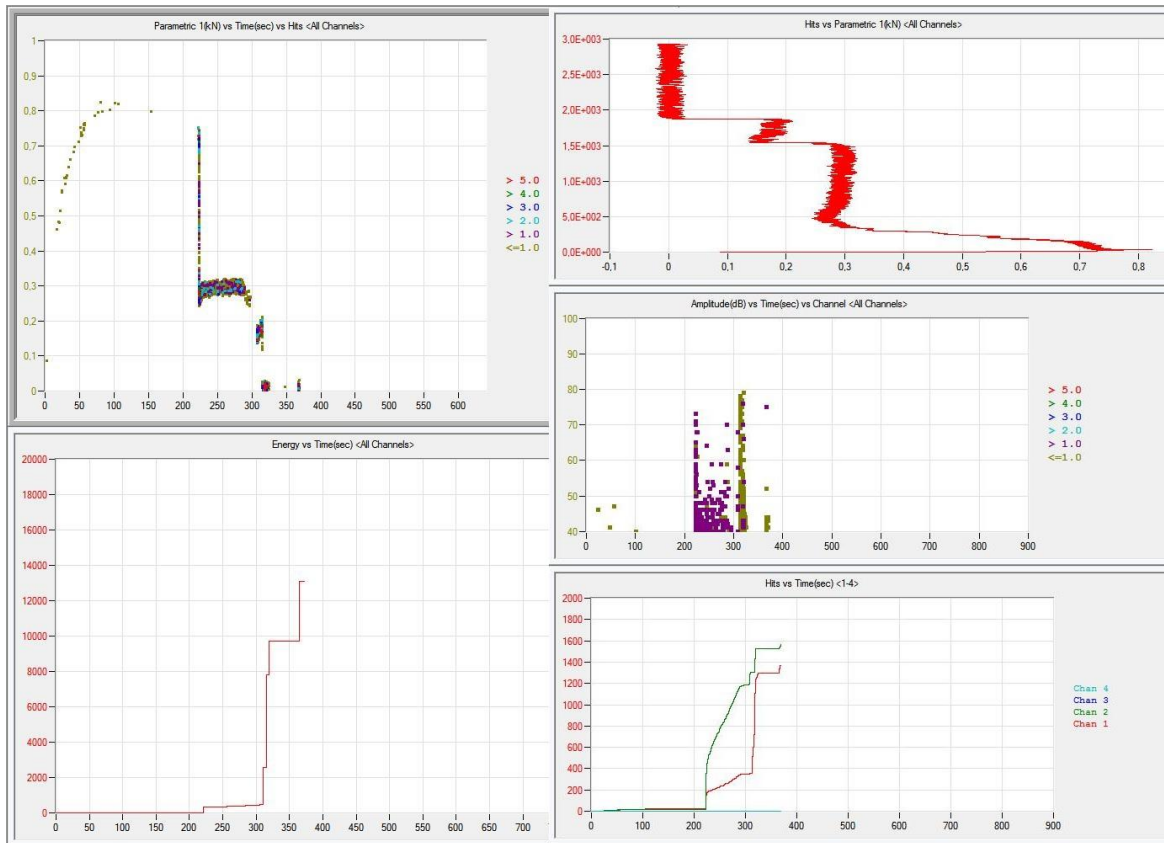 Parametric 1(kN) vs Time(sec) vs Hits <All Channels>
1
0,9
0,8
0,7
0,6
0,5
0,4
0,3
0,2
0,1
0
0 50 100 150 200 250 300 350 400 450 500 550 600
> 5.0
> 4.0
> 3.0
> 2.0
> 1.0
<=1.0
Hits vs Parametric 1(kN) <All Channels>
3.0E+003
2.5E+003
2.0E+003
1.5E+003
1.0E+003
5.0E+002
0.0E+000
-0,1 0 0,1 0,2 0,3 0,4 0,5 0,6 0,7 0,8
Amplitude(dB) vs Time(sec) vs Channel <All Channels>
100
90
80
70
60
50
40
0 100 200 300 400 500 600 700 800 900
> 5.0
> 4.0
> 3.0
> 2.0
> 1.0
<=1.0
Energy vs Time(sec) <All Channels>
20000
18000
16000
14000
12000
10000
8000
6000
4000
2000
0
0 50 100 150 200 250 300 350 400 450 500 550 600 650 700
Hits vs Time(sec) <1-4>
2000
1800
1600
1400
1200
1000
800
600
400
200
0
0 100 200 300 400 500 600 700 800 900
Chan 4
Chan 3
Chan 2
Chan 1